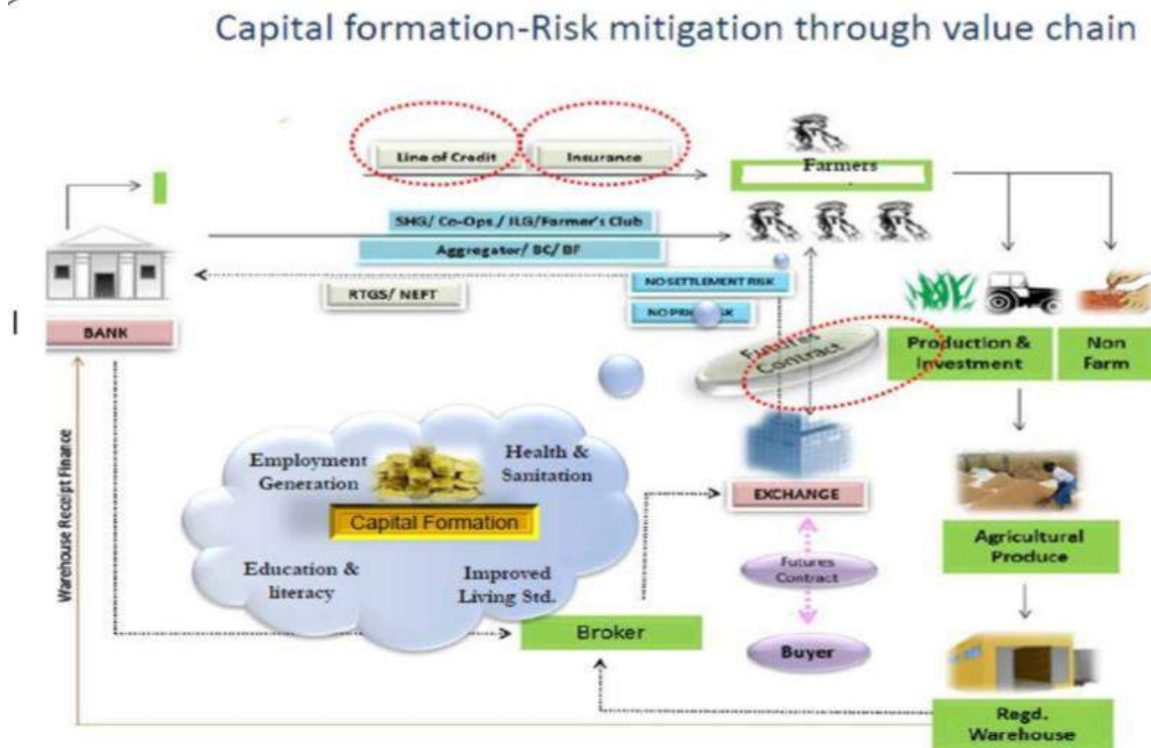 Capital formation-Risk mitigation through value chain
Line of Credit
Insurance
Farmers
SHG/ Co-Ops / JLG/Farmer's Club
Aggregator/ BC/ BF
NO SETTLEMENT RISK
RTGS/ NEFT
NO
BANK
Futures
Contract
Production &
Investment
Non
Farm
Employment
Generation
Health &
Sanitation
Capital Formation
EXCHANGE
Warehouse Receipt Finance
Agricultural
Produce
Education &
literacy
Improved
Living Std.
Futures
Contract
Broker
Buyer
Regd.
Warehouse